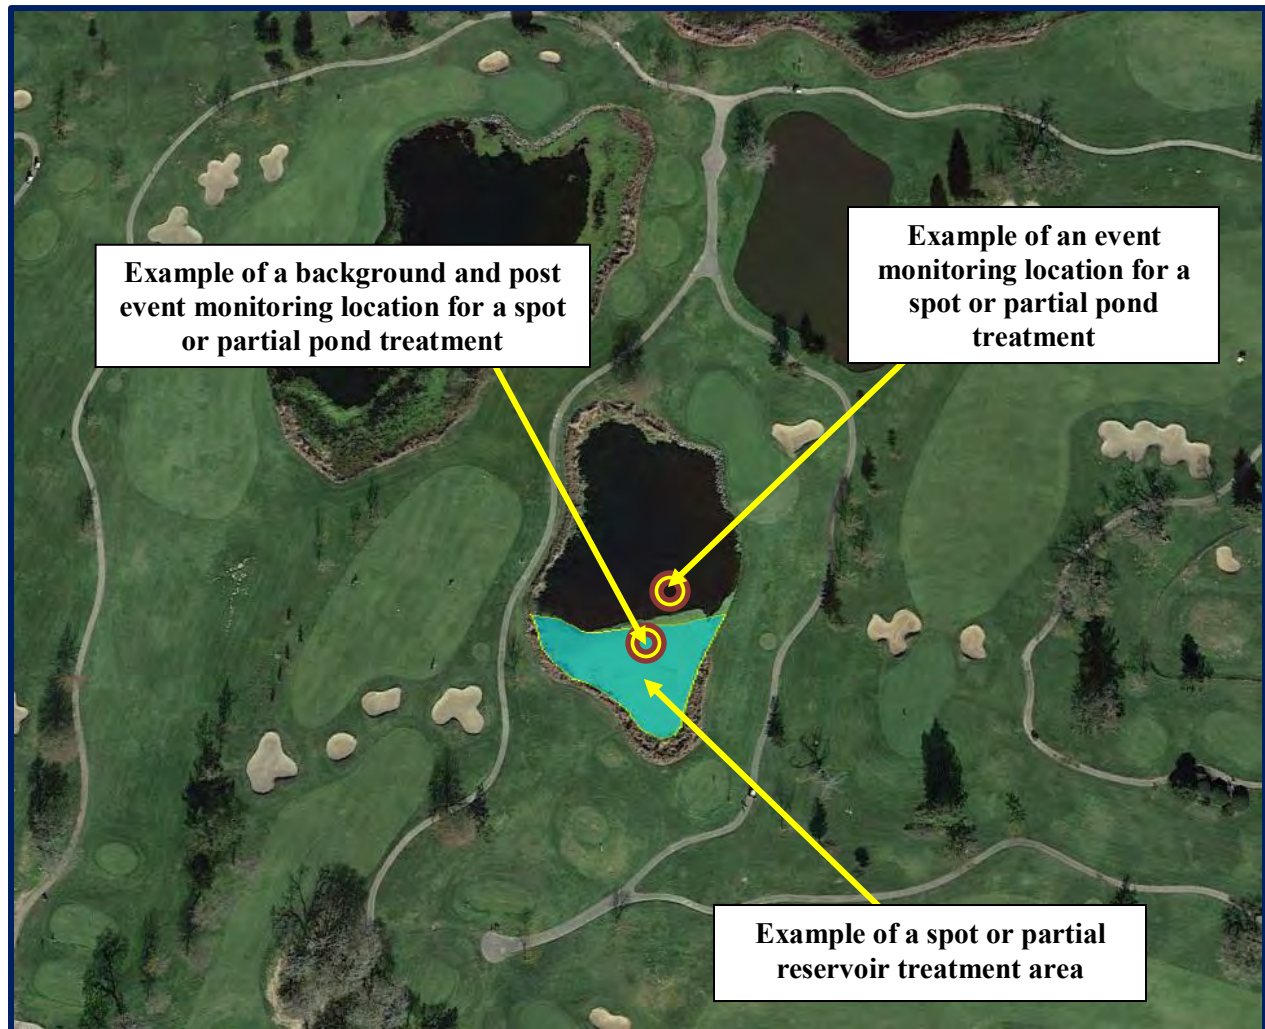 Example of a background and post
event monitoring location for a spot
or partial pond treatment
Example of an event
monitoring location for a
spot or partial pond
treatment
Example of a spot or partial
reservoir treatment area